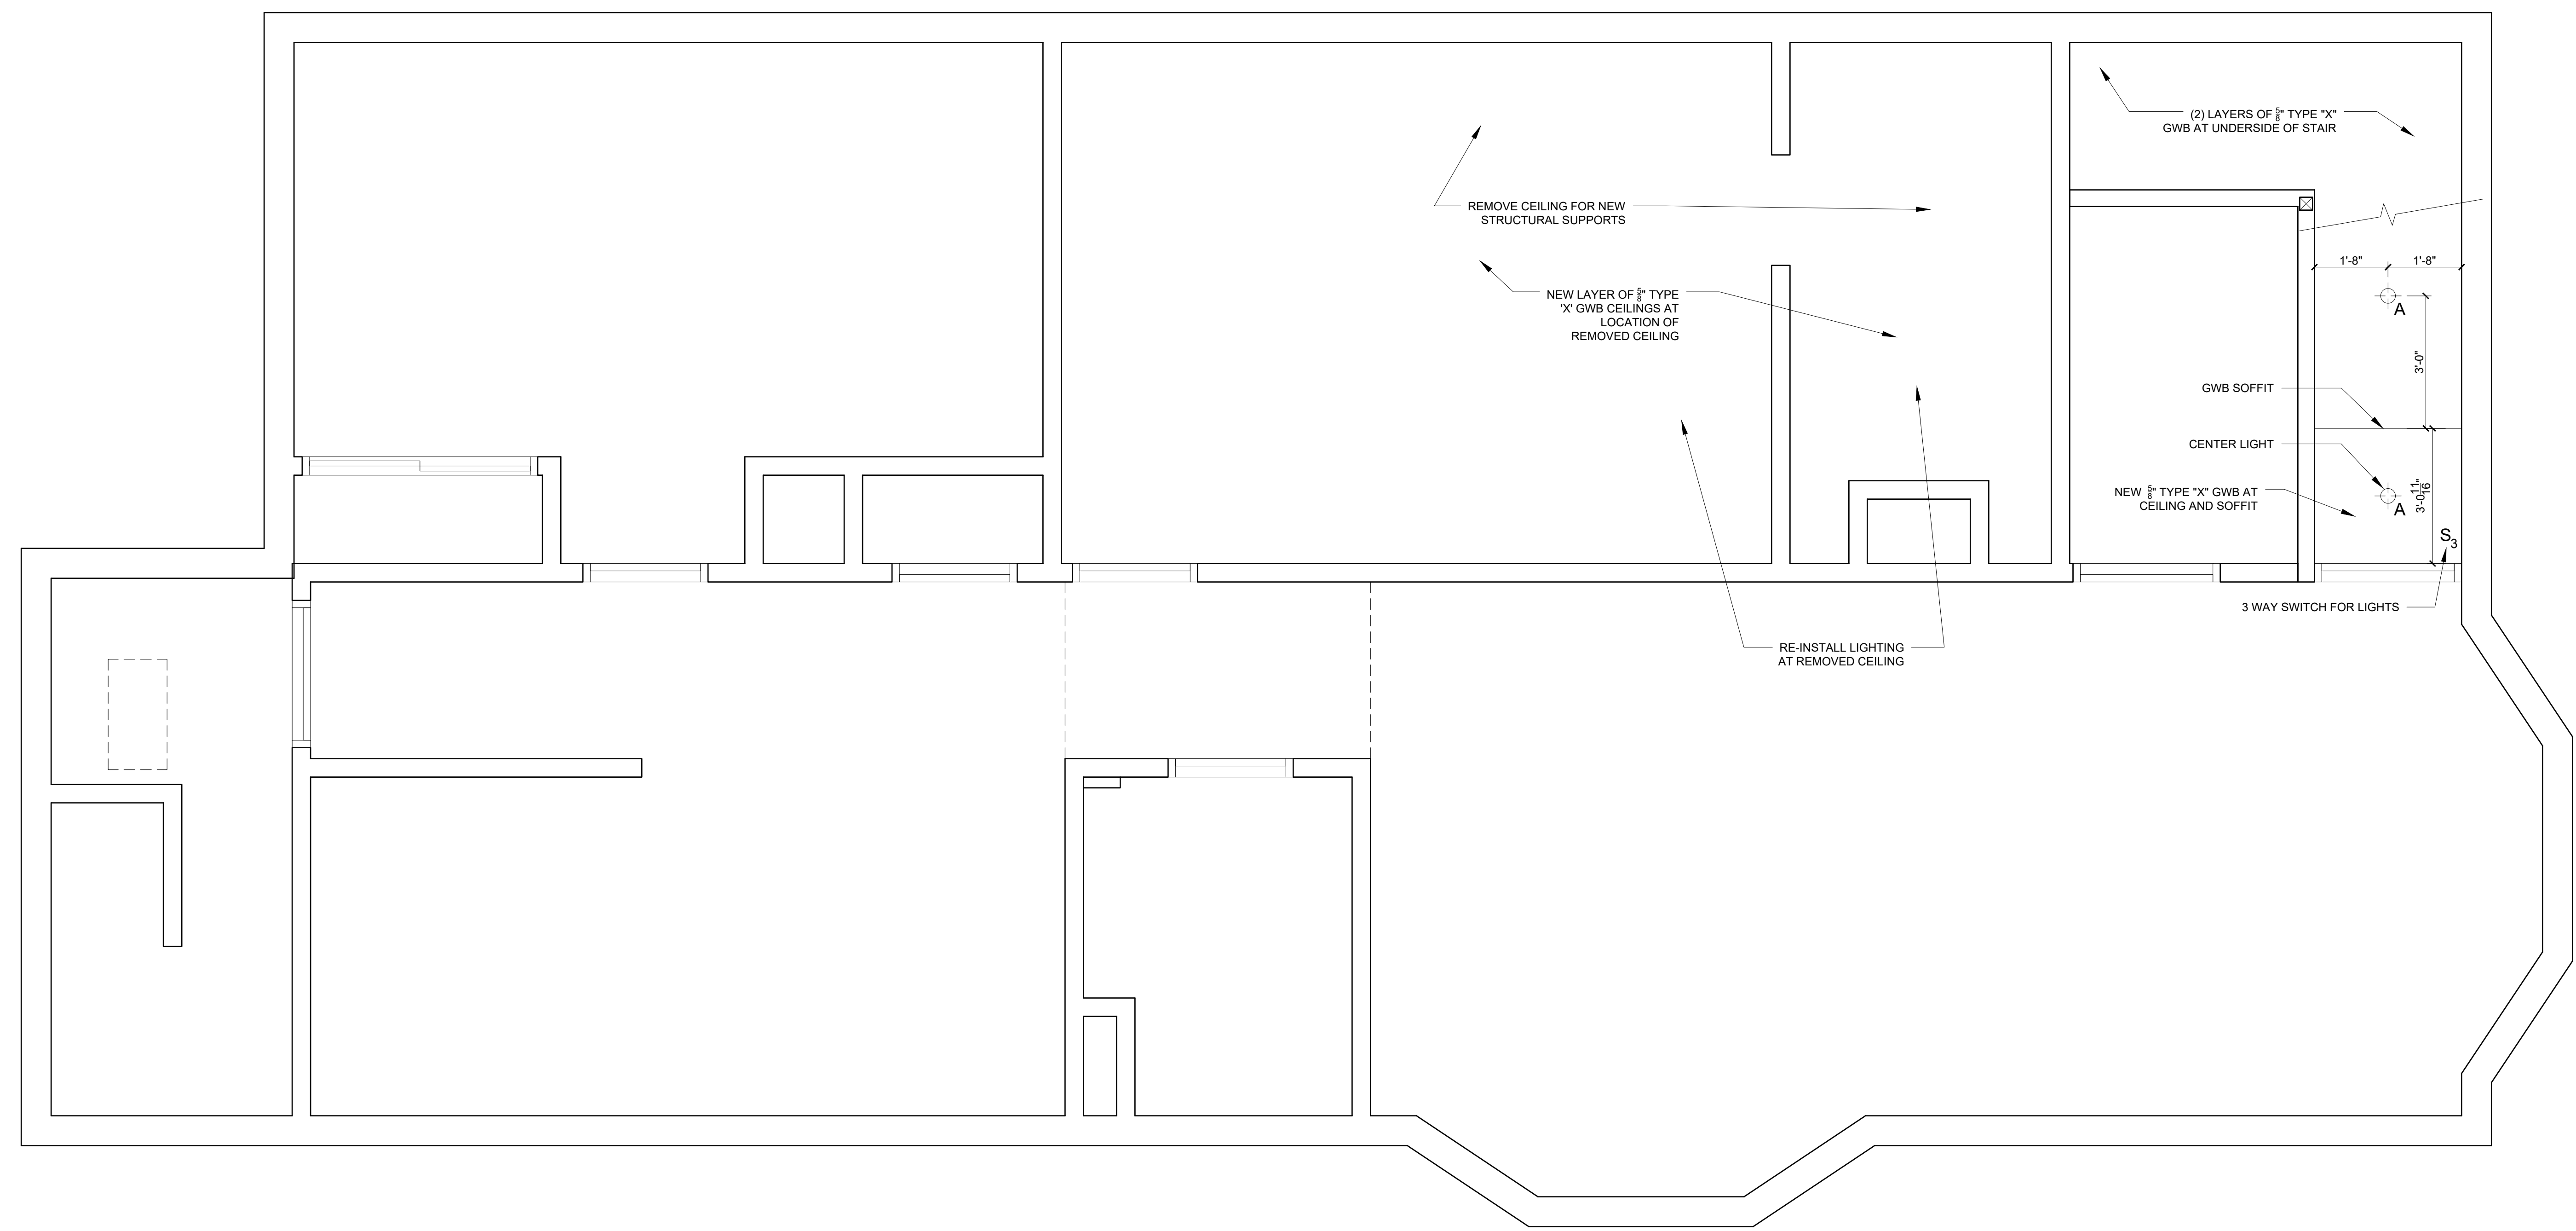 (2) LAYERS OF 5/8" TYPE "X"
GWB AT UNDERSIDE OF STAIR
REMOVE CEILING FOR NEW
STRUCTURAL SUPPORTS
1'-8"
1'-8"
NEW LAYER OF 5/8" TYPE
'X' GWB CEILINGS AT
LOCATION OF
REMOVED CEILING
A
3'-0"
GWB SOFFIT
CENTER LIGHT
NEW 5/8" TYPE "X" GWB AT
CEILING AND SOFFIT
A
3'-0 11/16"
S3
3 WAY SWITCH FOR LIGHTS
RE-INSTALL LIGHTING
AT REMOVED CEILING